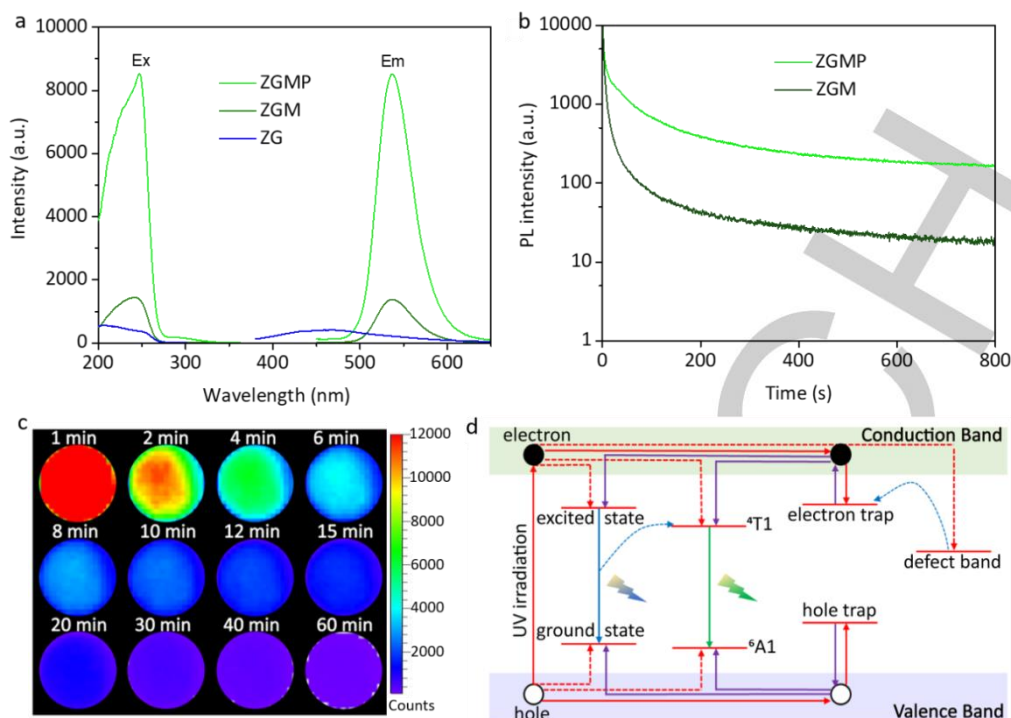 a
10000
8000
6000
4000
2000
0
Intensity (a.u.)
Ex
Em
ZGMP
ZGM
ZG
200 300 400 500 600
Wavelength (nm)
b
10000
1000
100
10
1
PL intensity (a.u.)
ZGMP
ZGM
0 200 400 600 800
Time (s)
c
1 min 2 min 4 min 6 min
8 min 10 min 12 min 15 min
20 min 30 min 40 min 60 min
12000
10000
8000
6000
4000
2000
Counts
d
electron
Conduction Band
excited state
⁴T1
electron trap
defect band
UV irradiation
hole trap
ground state
⁶A1
hole
Valence Band
CH